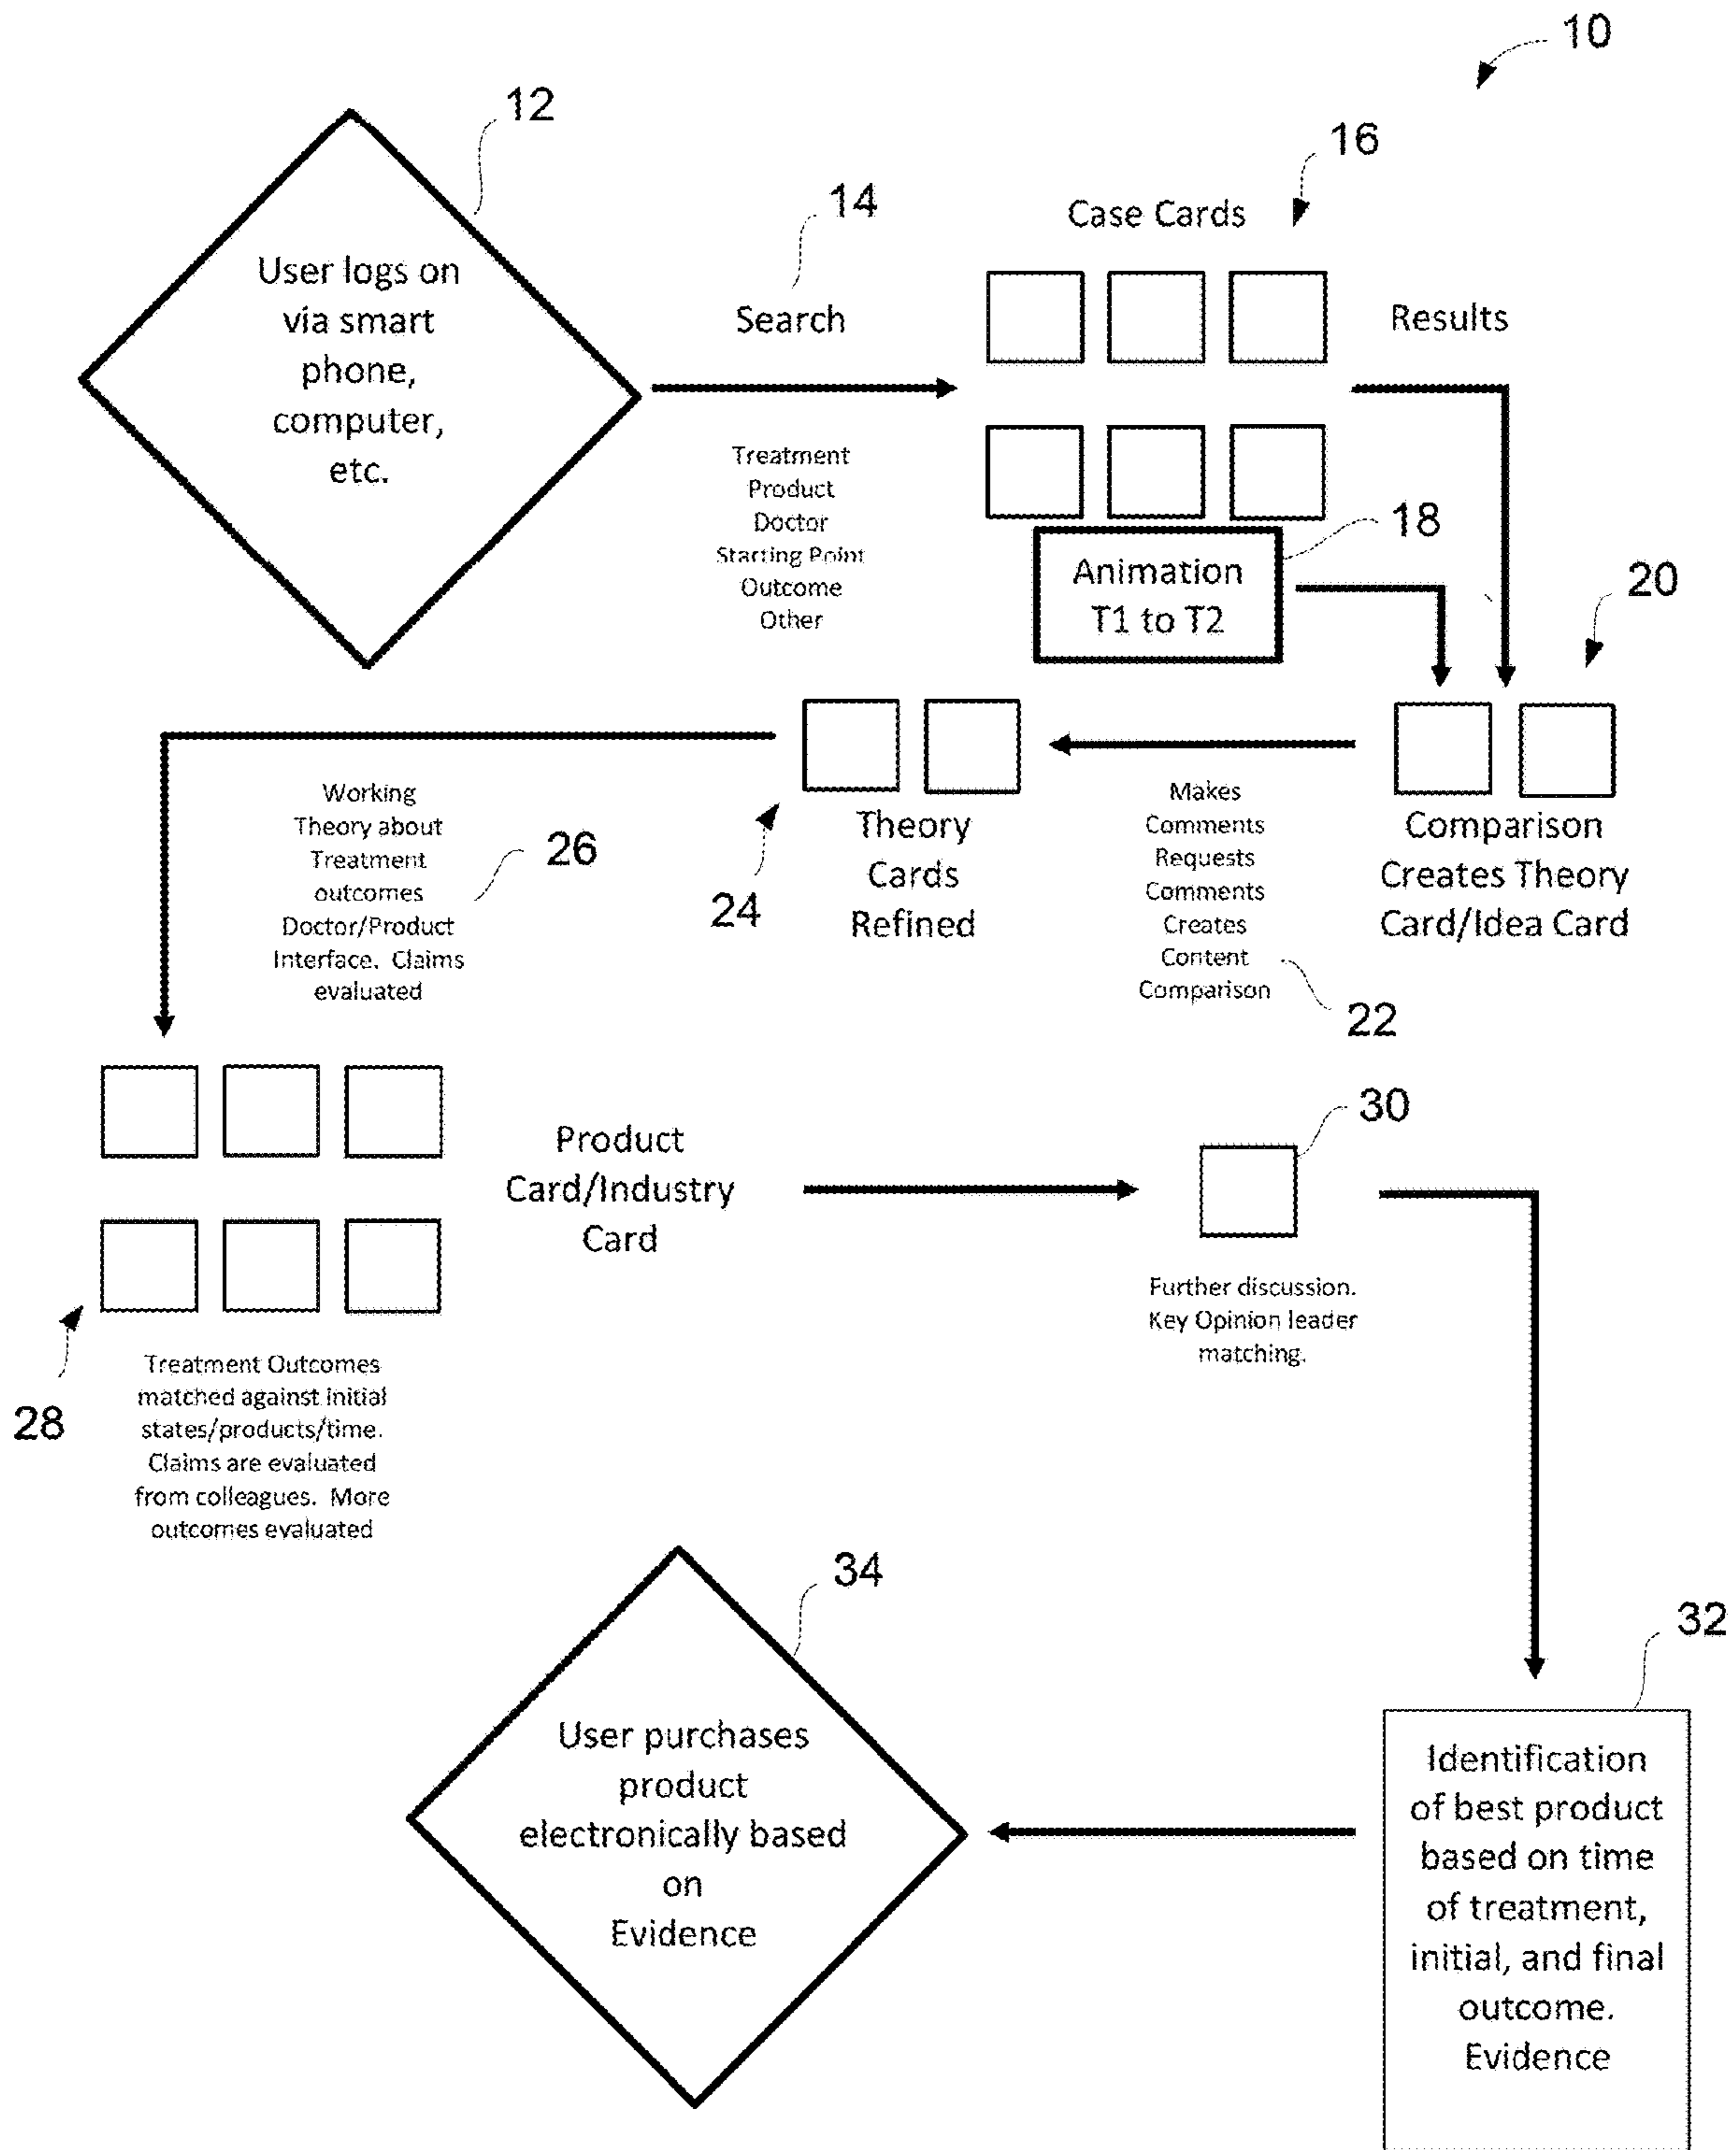 10
12
User logs on
via smart
phone,
computer,
etc.
14
Search
Treatment
Product
Doctor
Starting Point
Outcome
Other
16
Case Cards
Results
18
Animation
T1 to T2
20
Comparison
Creates Theory
Card/Idea Card
Makes
Comments
Requests
Comments
Creates
Content
Comparison
22
Theory
Cards
Refined
24
Working
Theory about
Treatment
outcomes
Doctor/Product
Interface. Claims
evaluated
26
Product
Card/Industry
Card
28
Treatment Outcomes
matched against initial
states/products/time.
Claims are evaluated
from colleagues. More
outcomes evaluated
30
Further discussion.
Key Opinion leader
matching.
32
Identification
of best product
based on time
of treatment,
initial, and final
outcome.
Evidence
34
User purchases
product
electronically based
on
Evidence